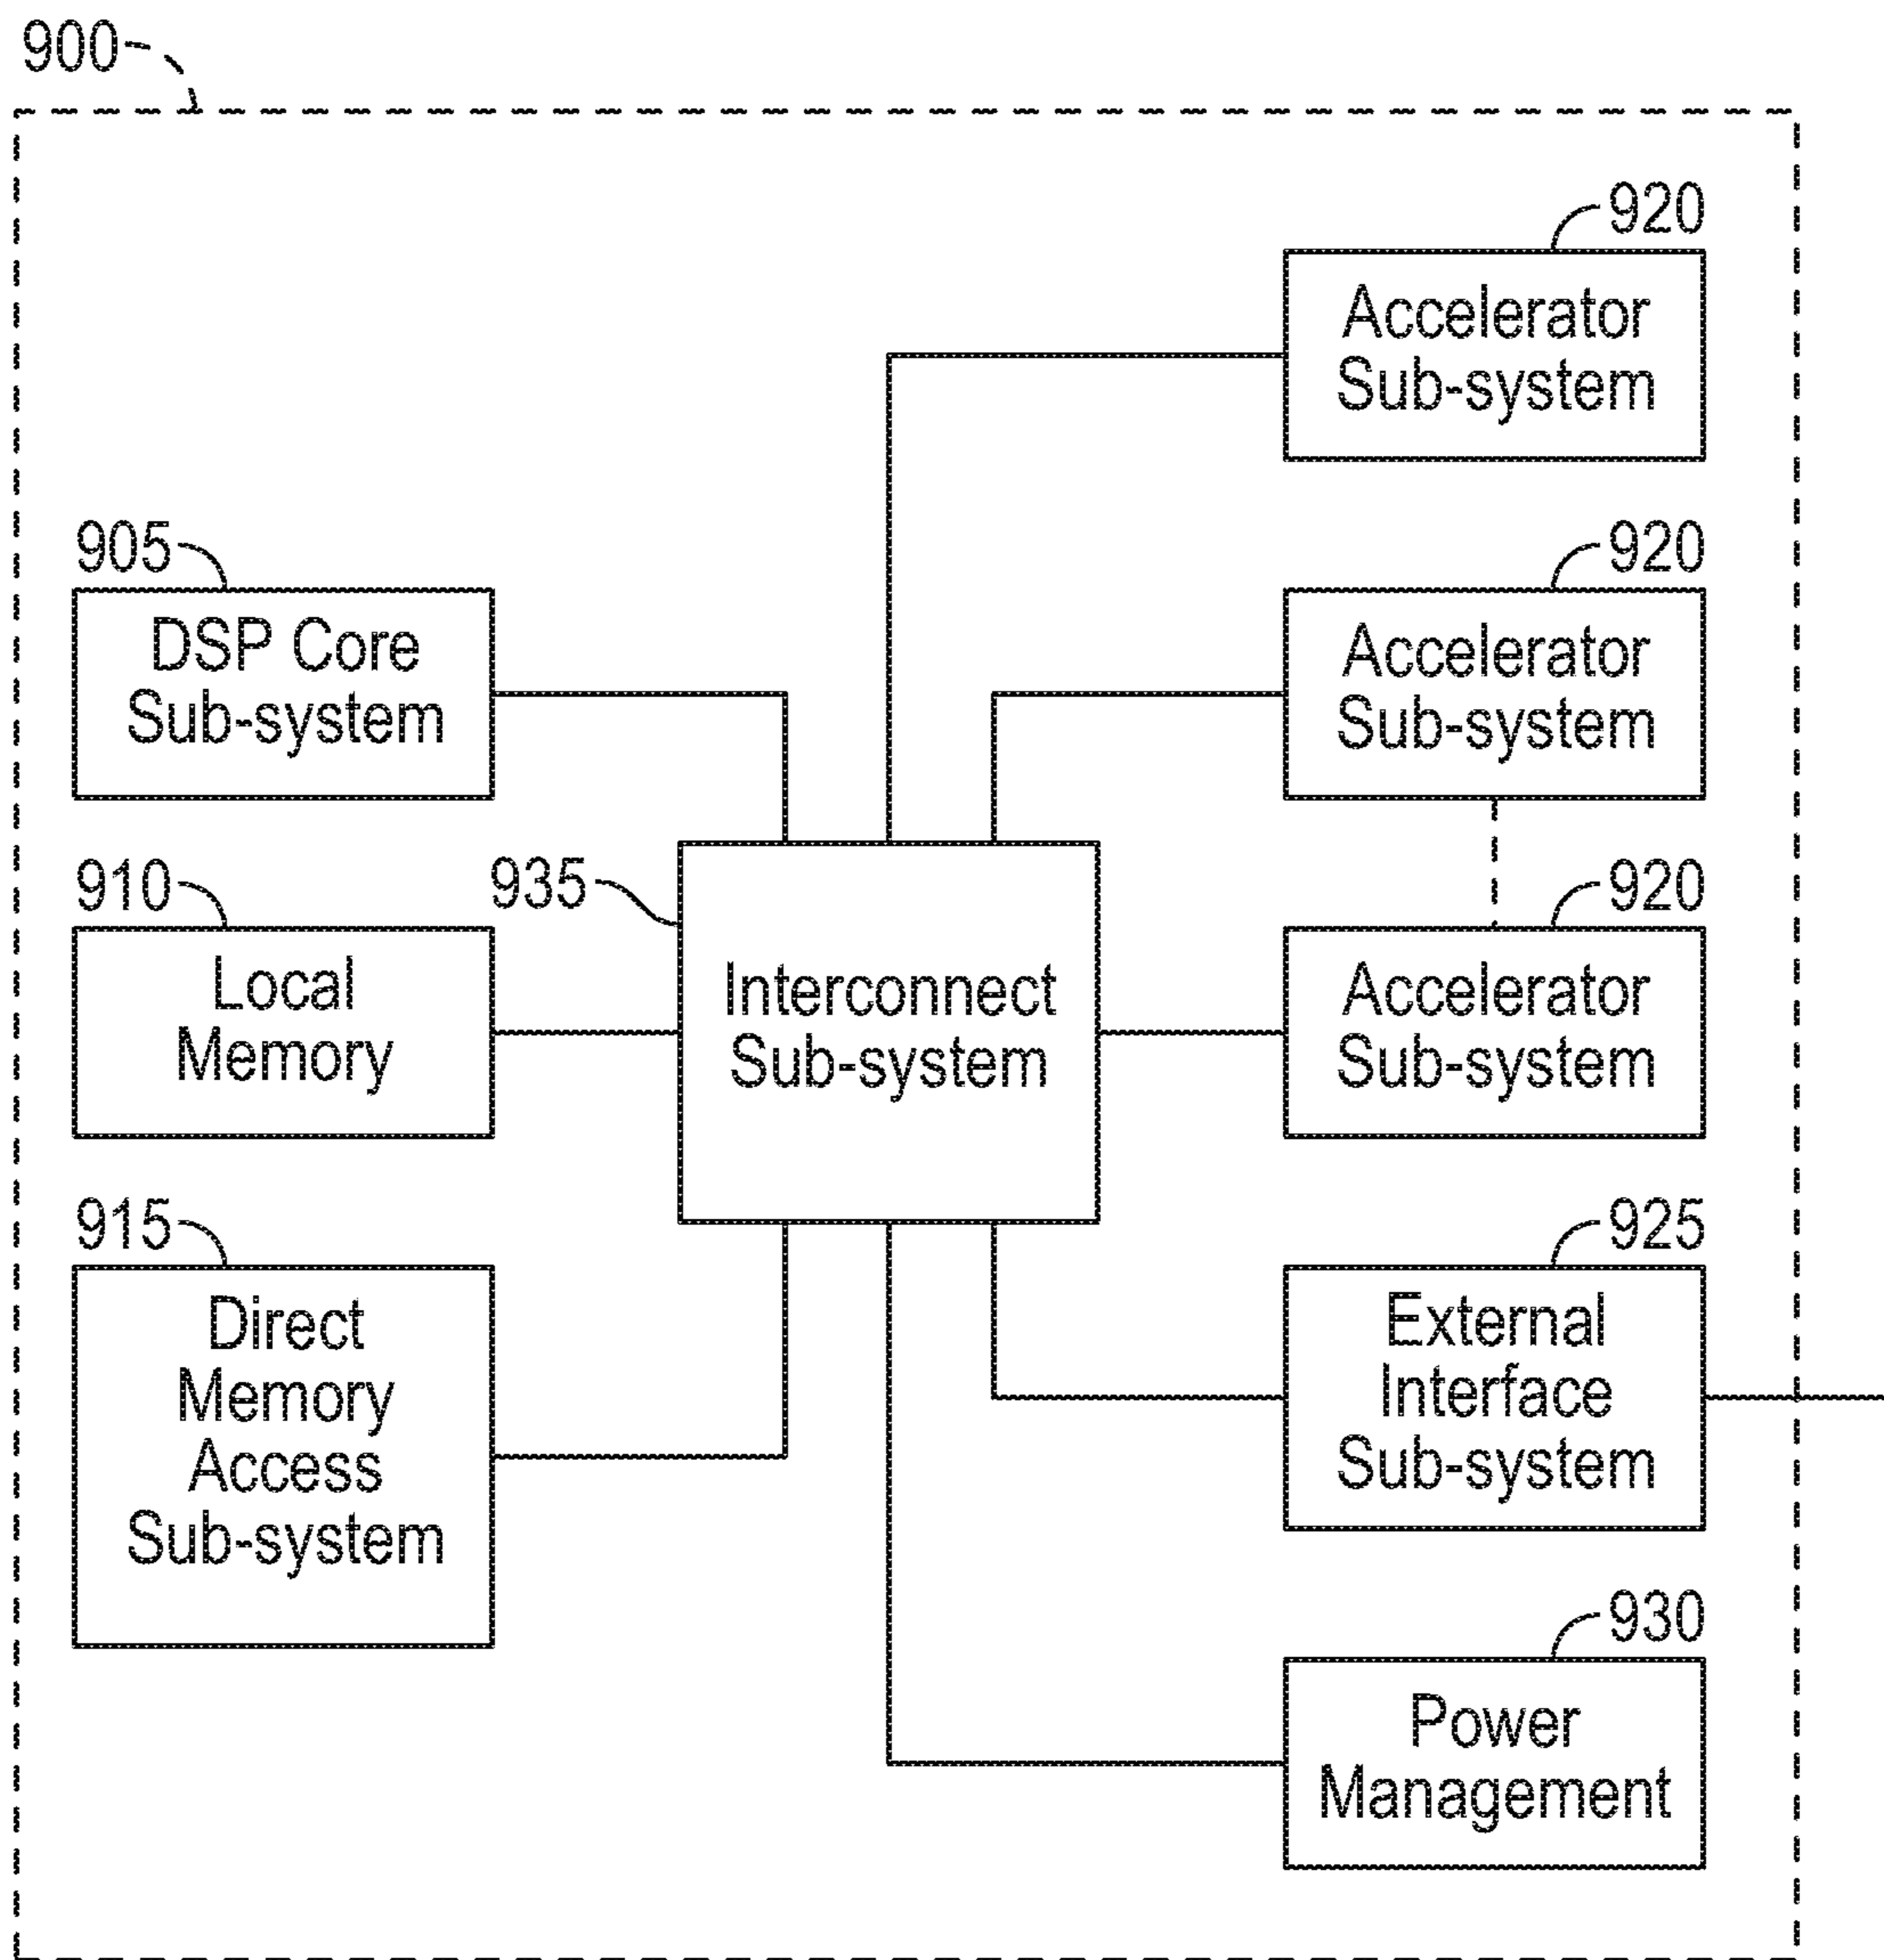 900
920
Accelerator
Sub-system
905
DSP Core
Sub-system
920
Accelerator
Sub-system
910
Local
Memory
935
Interconnect
Sub-system
920
Accelerator
Sub-system
915
Direct
Memory
Access
Sub-system
925
External
Interface
Sub-system
930
Power
Management